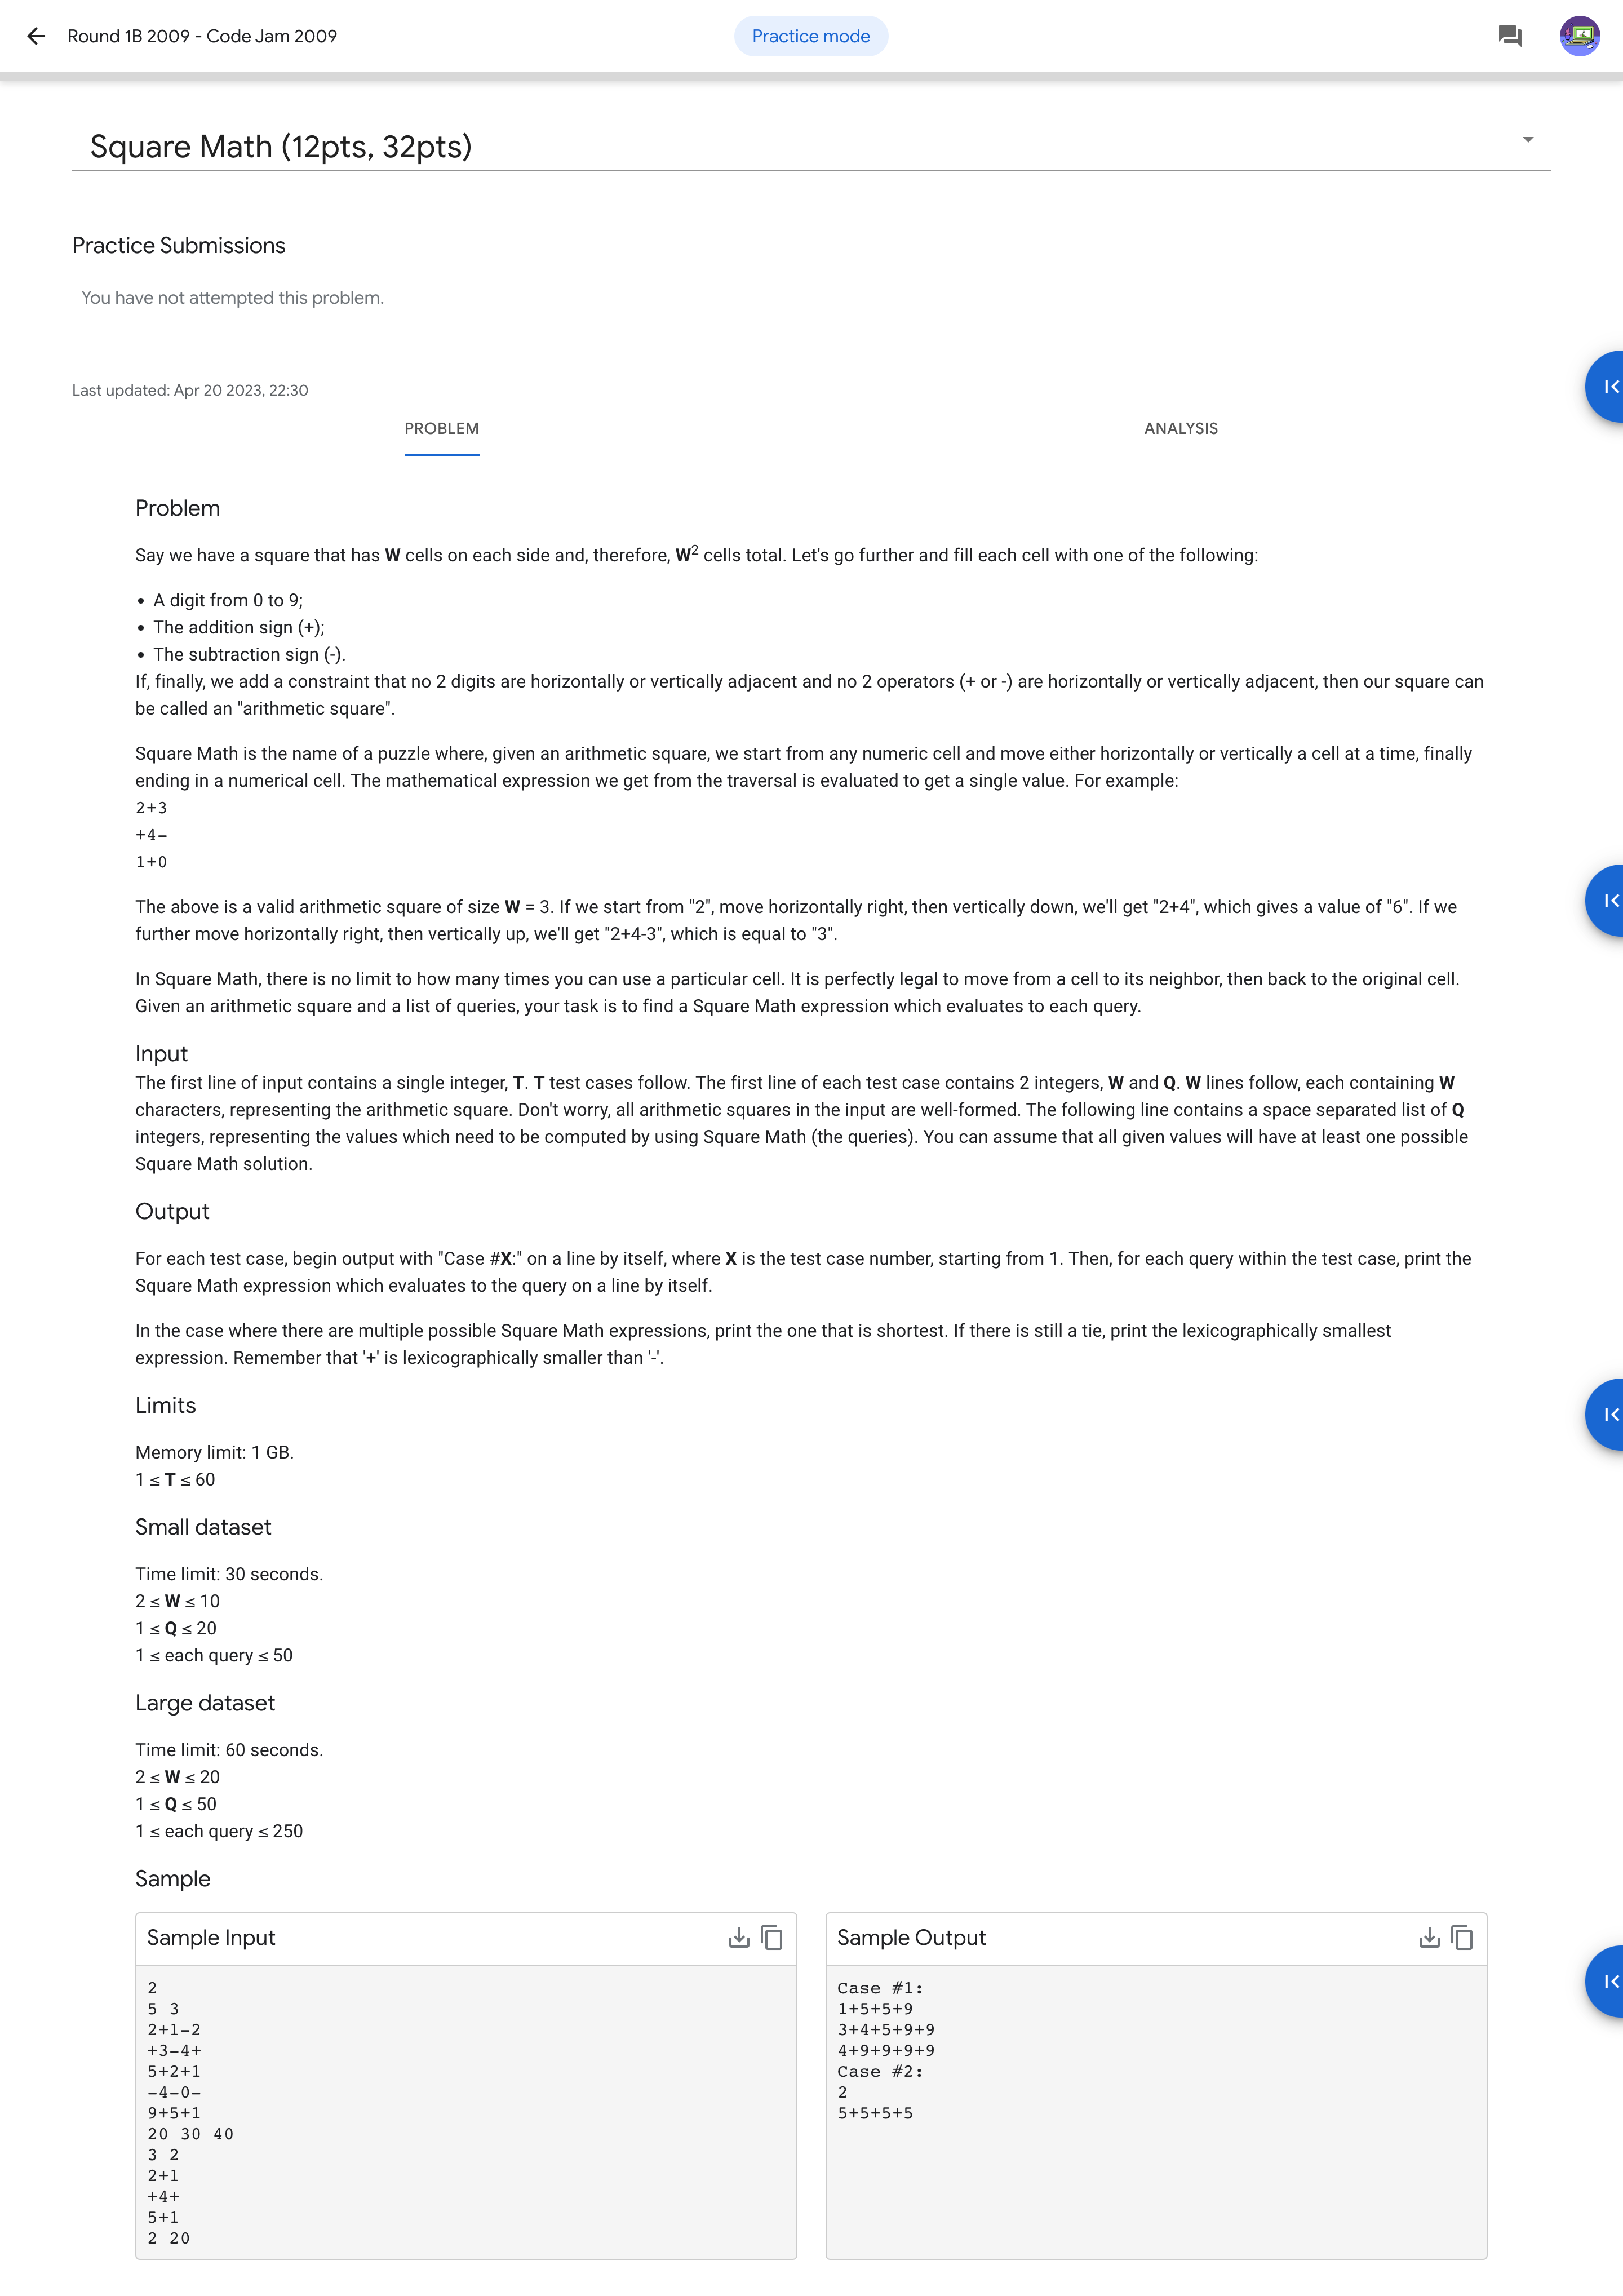 Round 1B 2009 - Code Jam 2009
Practice mode
Square Math (12pts, 32pts)
Practice Submissions
You have not attempted this problem.
Last updated: Apr 20 2023, 22:30
PROBLEM
ANALYSIS
Problem
Say we have a square that has W cells on each side and, therefore, W² cells total. Let's go further and fill each cell with one of the following:
• A digit from 0 to 9;
• The addition sign (+);
• The subtraction sign (-).
If, finally, we add a constraint that no 2 digits are horizontally or vertically adjacent and no 2 operators (+ or -) are horizontally or vertically adjacent, then our square can
be called an "arithmetic square".
Square Math is the name of a puzzle where, given an arithmetic square, we start from any numeric cell and move either horizontally or vertically a cell at a time, finally
ending in a numerical cell. The mathematical expression we get from the traversal is evaluated to get a single value. For example:
2+3
+4-
1+0
The above is a valid arithmetic square of size W = 3. If we start from "2", move horizontally right, then vertically down, we'll get "2+4", which gives a value of "6". If we
further move horizontally right, then vertically up, we'll get "2+4-3", which is equal to "3".
In Square Math, there is no limit to how many times you can use a particular cell. It is perfectly legal to move from a cell to its neighbor, then back to the original cell.
Given an arithmetic square and a list of queries, your task is to find a Square Math expression which evaluates to each query.
Input
The first line of input contains a single integer, T. T test cases follow. The first line of each test case contains 2 integers, W and Q. W lines follow, each containing W
characters, representing the arithmetic square. Don't worry, all arithmetic squares in the input are well-formed. The following line contains a space separated list of Q
integers, representing the values which need to be computed by using Square Math (the queries). You can assume that all given values will have at least one possible
Square Math solution.
Output
For each test case, begin output with "Case #X:" on a line by itself, where X is the test case number, starting from 1. Then, for each query within the test case, print the
Square Math expression which evaluates to the query on a line by itself.
In the case where there are multiple possible Square Math expressions, print the one that is shortest. If there is still a tie, print the lexicographically smallest
expression. Remember that '+' is lexicographically smaller than '-'.
Limits
Memory limit: 1 GB.
1 ≤ T ≤ 60
Small dataset
Time limit: 30 seconds.
2 ≤ W ≤ 10
1 ≤ Q ≤ 20
1 ≤ each query ≤ 50
Large dataset
Time limit: 60 seconds.
2 ≤ W ≤ 20
1 ≤ Q ≤ 50
1 ≤ each query ≤ 250
Sample
Sample Input
2
5 3
2+1-2
+3-4+
5+2+1
-4-0-
9+5+1
20 30 40
3 2
2+1
+4+
5+1
2 20
Sample Output
Case #1:
1+5+5+9
3+4+5+9+9
4+9+9+9+9
Case #2:
2
5+5+5+5